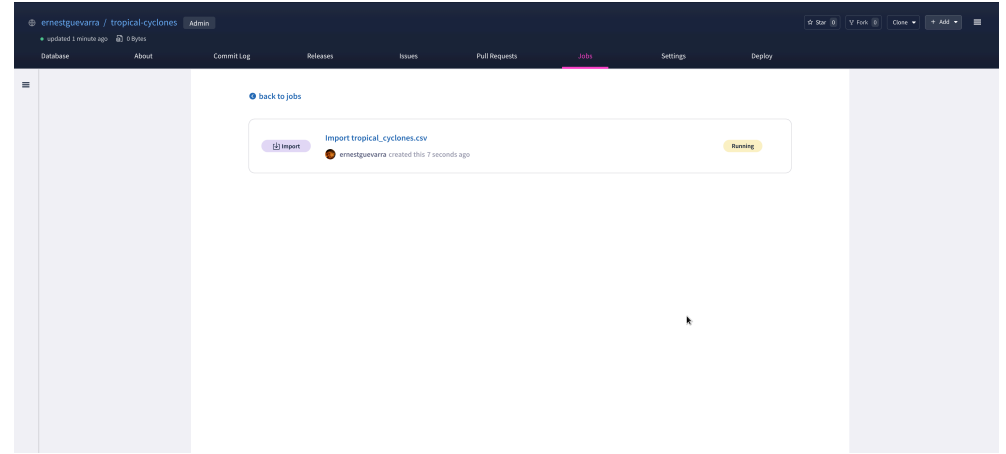 ernestguevarra / tropical-cyclones Admin Star 0 Fork 0 Clone + Add
updated 1 minute ago 0 Bytes
Database About Commit Log Releases Issues Pull Requests Jobs Settings Deploy
back to jobs
Import tropical_cyclones.csv
Import Running
ernestguevarra created this 7 seconds ago